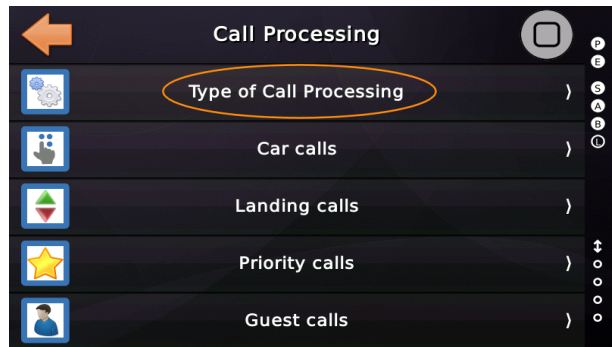 Call Processing
Type of Call Processing
Car calls
Landing calls
Priority calls
Guest calls
P
E
S
A
B
L